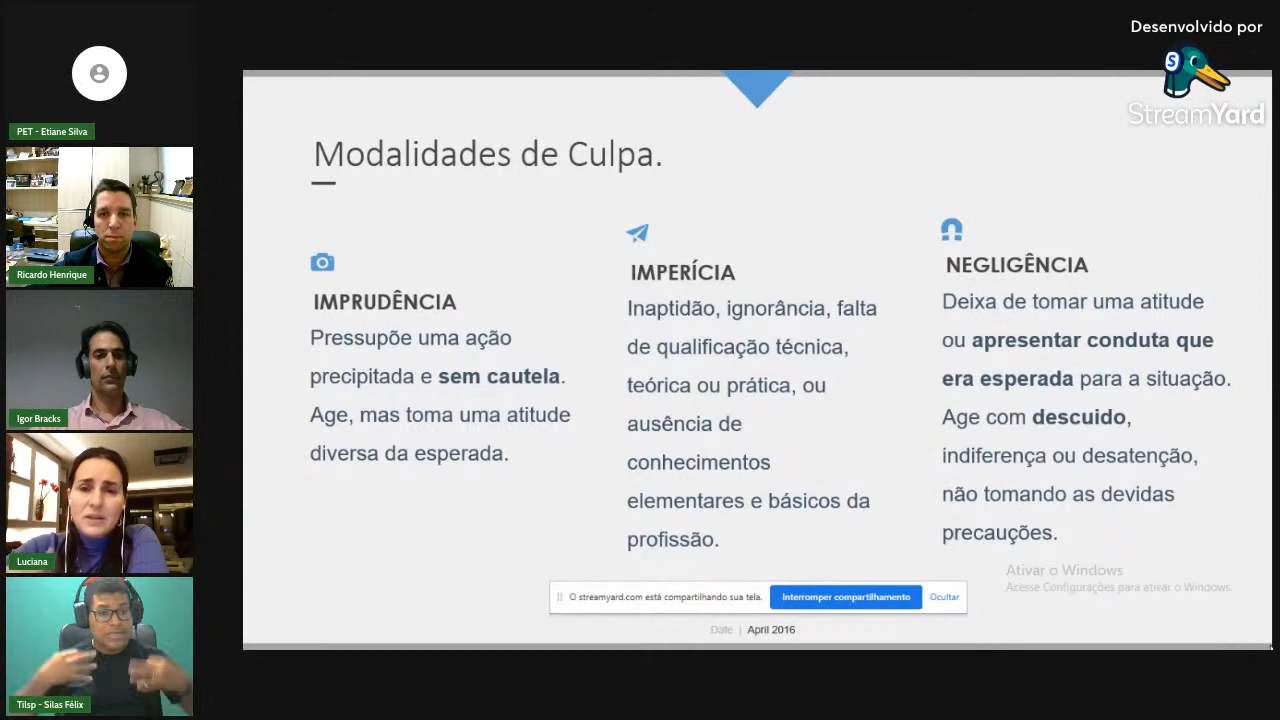 Desenvolvido por
StreamYard
PET - Etiane Silva
Ricardo Henrique
Igor Bracks
Luciana
Tilsp - Silas Félix
Modalidades de Culpa.
IMPRUDÊNCIA
Pressupõe uma ação
precipitada e sem cautela.
Age, mas toma uma atitude
diversa da esperada.
IMPERÍCIA
Inaptidão, ignorância, falta
de qualificação técnica,
teórica ou prática, ou
ausência de
conhecimentos
elementares e básicos da
profissão.
NEGLIGÊNCIA
Deixa de tomar uma atitude
ou apresentar conduta que
era esperada para a situação.
Age com descuido,
indiferença ou desatenção,
não tomando as devidas
precauções.
Ativar o Windows
Acesse Configurações para ativar o Windows.
O streamyard.com está compartilhando sua tela. Interromper compartilhamento Ocultar
Date | April 2016